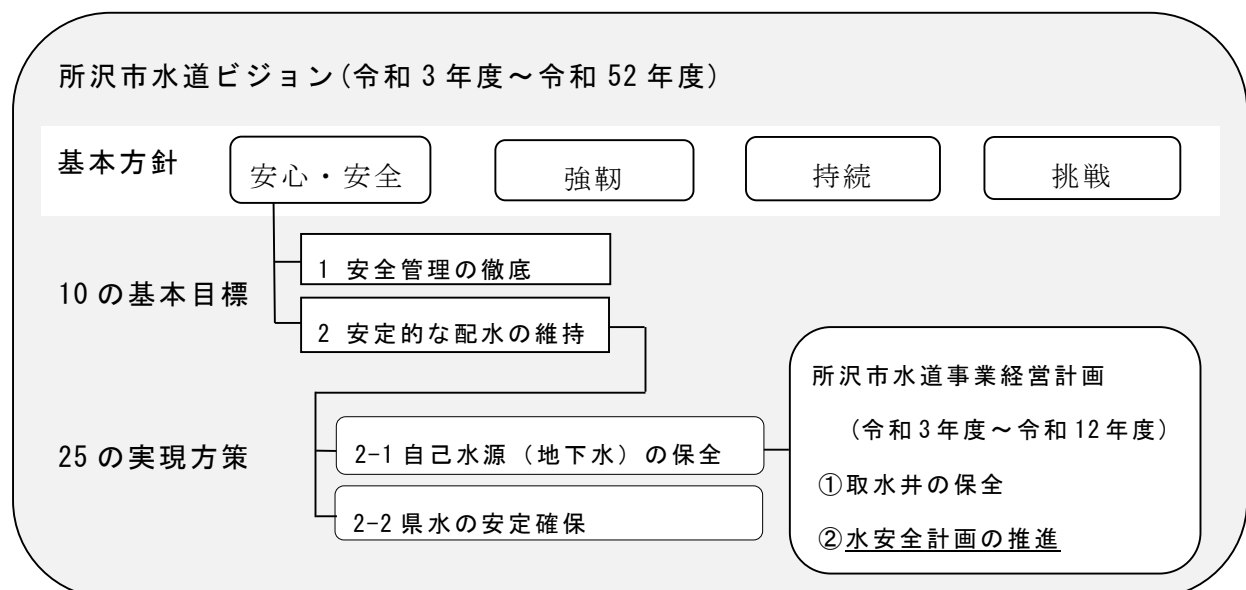 所沢市水道ビジョン(令和3年度～令和52年度)
基本方針
安心・安全
強靭
持続
挑戦
10の基本目標
1 安全管理の徹底
2 安定的な配水の維持
25の実現方策
2-1 自己水源（地下水）の保全
2-2 県水の安定確保
所沢市水道事業経営計画
（令和3年度～令和12年度）
①取水井の保全
②水安全計画の推進